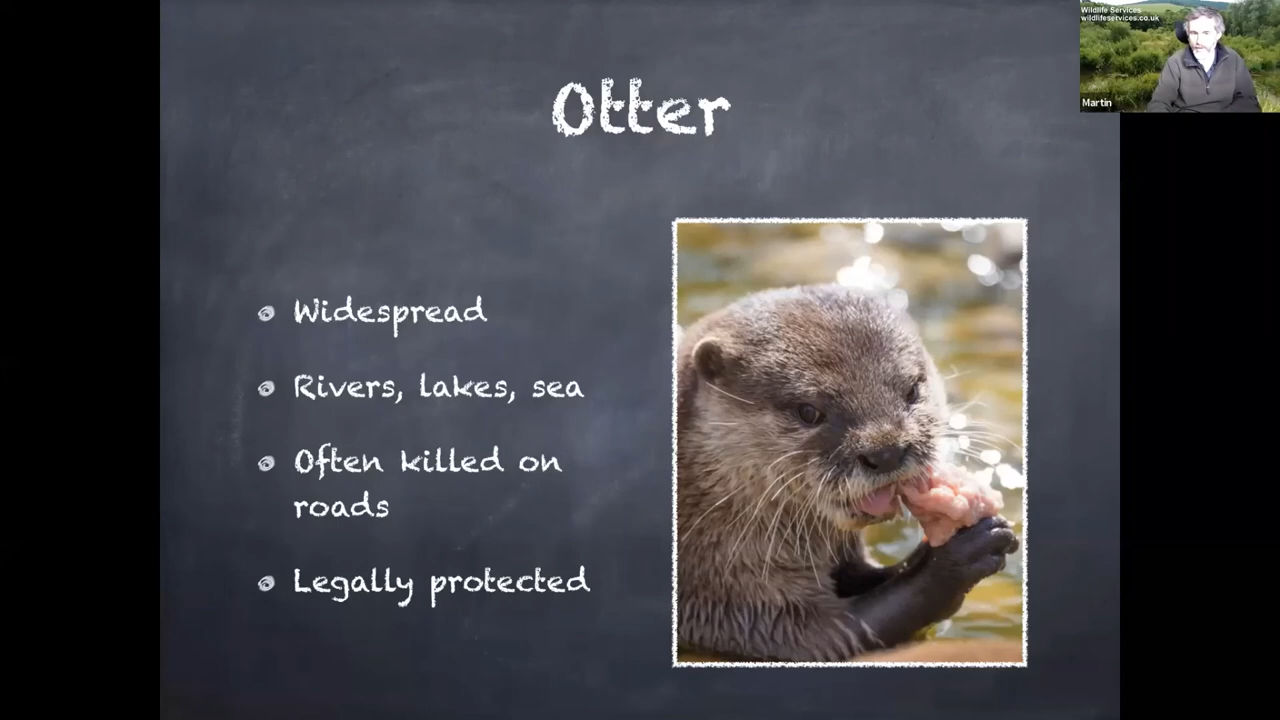 Wildlife Services
wildlifeservices.co.uk
Martin
Otter
Widespread
Rivers, lakes, sea
Often killed on
roads
Legally protected